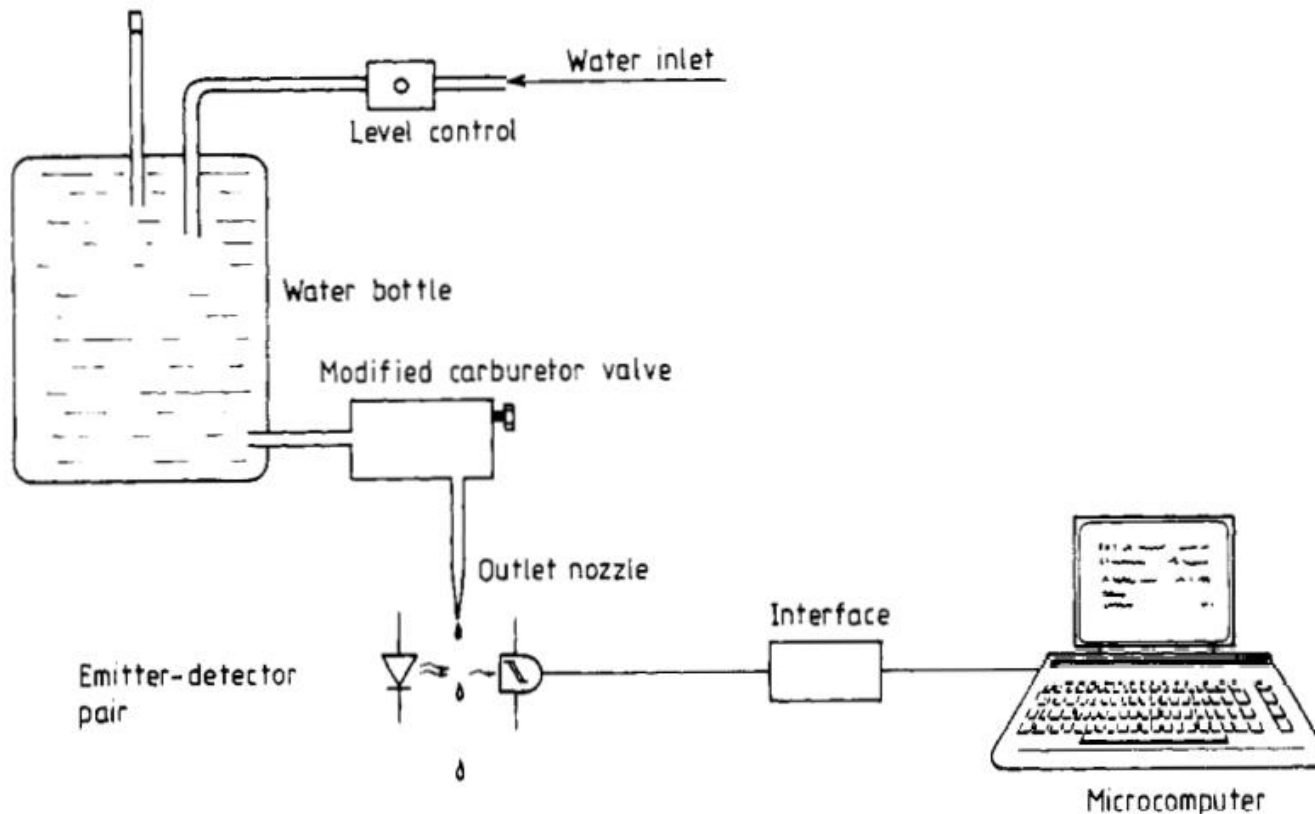 Water inlet
Level control
Water bottle
Modified carburetor valve
Outlet nozzle
Interface
Emitter-detector
pair
Microcomputer